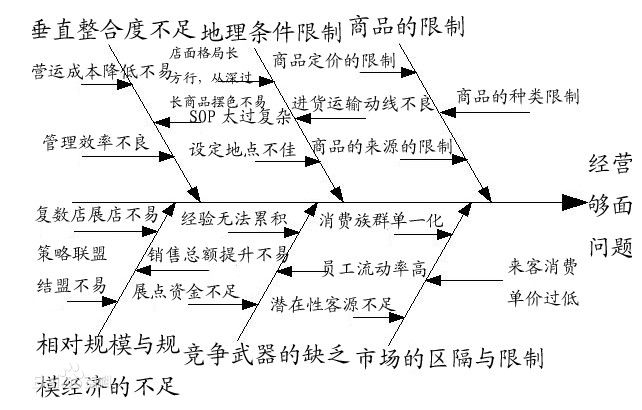 垂直整合度不足
地理条件限制
商品的限制
营运成本降低不易
SOP 太过复杂
管理效率不良
店面格局长
方行，丛深过
长商品摆色不易
进货运输动线不良
设定地点不佳
商品定价的限制
商品的种类限制
商品的来源的限制
经营
够面
问题
复数店展店不易
策略联盟
结盟不易
销售总额提升不易
相对规模与规
模经济的不足
经验无法累积
展点资金不足
员工流动率高
竞争武器的缺乏
消费族群单一化
潜在性客源不足
来客消费
单价过低
市场的区隔与限制